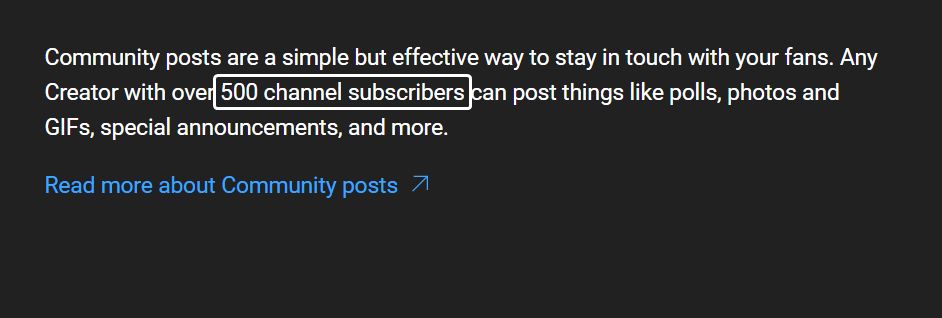 Community posts are a simple but effective way to stay in touch with your fans. Any
Creator with over 500 channel subscribers can post things like polls, photos and
GIFs, special announcements, and more.
Read more about Community posts